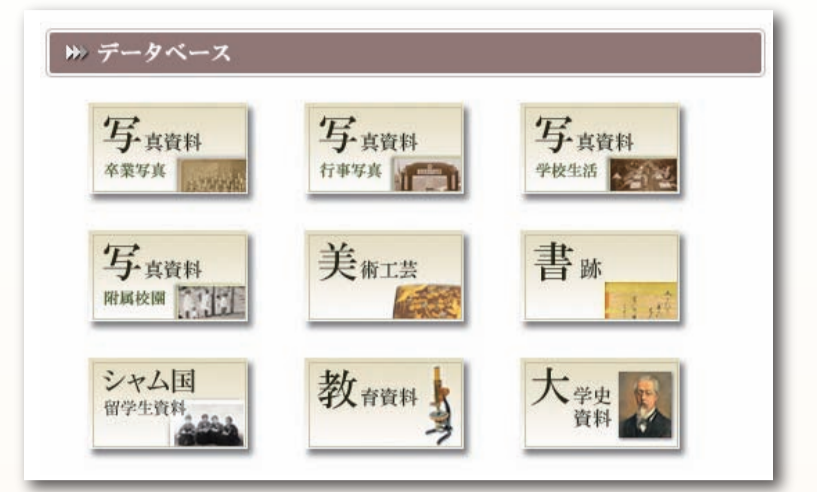 データベース
写真資料
卒業写真
写真資料
行事写真
写真資料
学校生活
写真資料
附属校園
美術工芸
書跡
シャム国
留学生資料
教育資料
大学史
資料